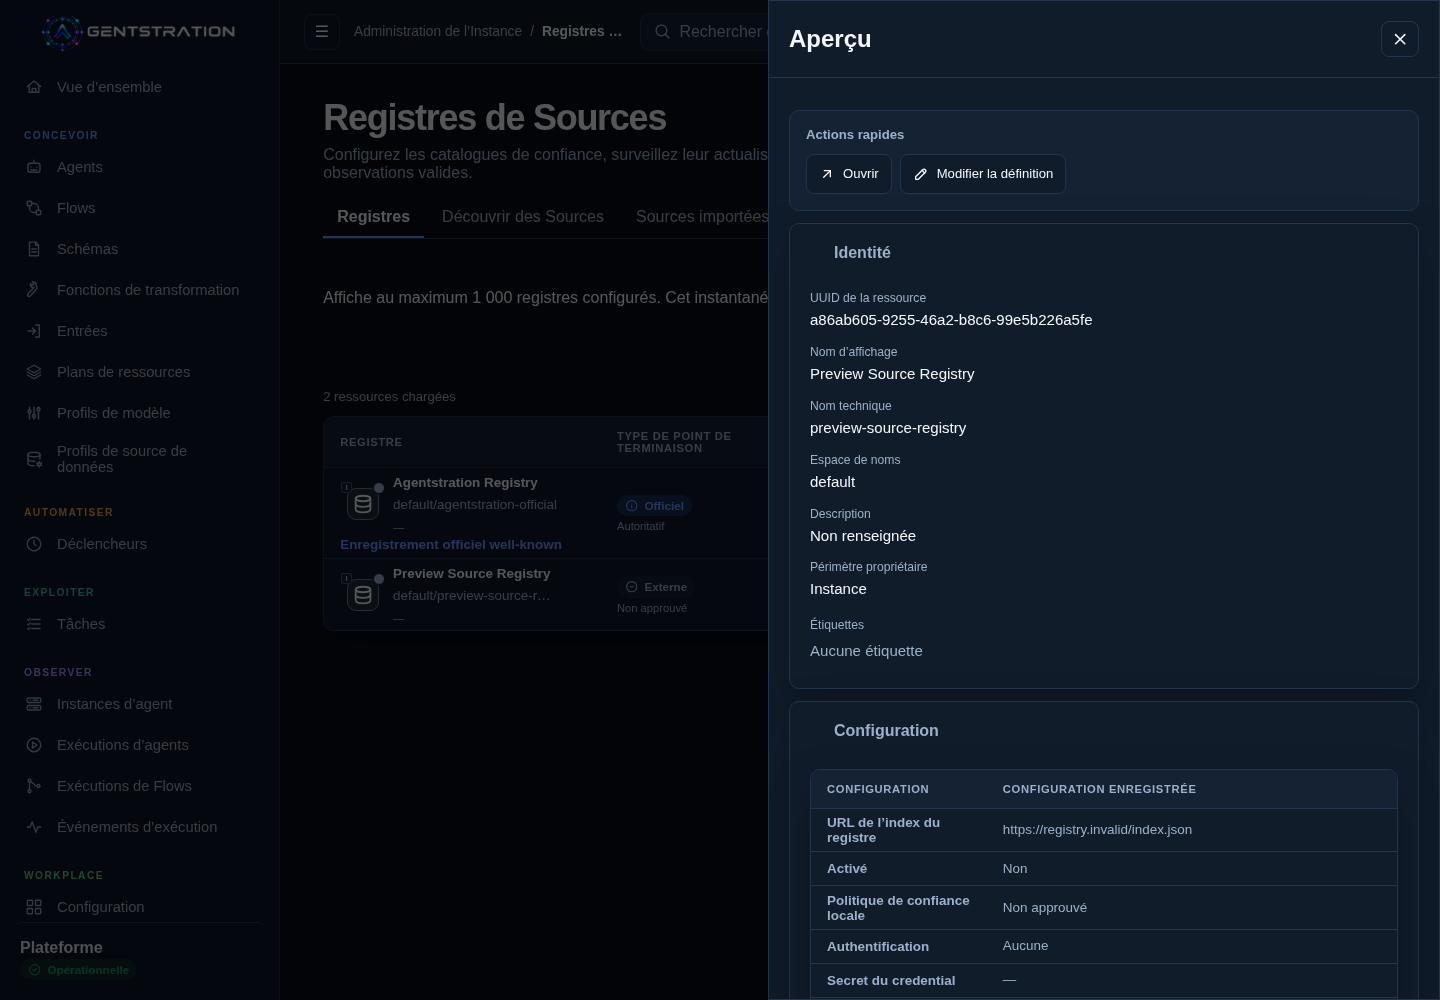 GENTSTRATION
Vue d’ensemble
CONCEVOIR
Agents
Flows
Schémas
Fonctions de transformation
Entrées
Plans de ressources
Profils de modèle
Profils de source de
données
AUTOMATISER
Déclencheurs
EXPLOITER
Tâches
OBSERVER
Instances d’agent
Exécutions d’agents
Exécutions de Flows
Événements d’exécution
WORKPLACE
Configuration
Plateforme
Opérationnelle
Administration de l’Instance / Registres ...
Rechercher
Registres de Sources
Configurez les catalogues de confiance, surveillez leur actualis
observations valides.
Registres
Découvrir des Sources
Sources importées
Affiche au maximum 1 000 registres configurés. Cet instantané
2 ressources chargées
REGISTRE
TYPE DE POINT DE
TERMINAISON
Agentstration Registry
default/agentstration-official
—
Enregistrement officiel well-known
Officiel
Autoritatif
Preview Source Registry
default/preview-source-r...
—
Externe
Non approuvé
Aperçu
Actions rapides
Ouvrir
Modifier la définition
Identité
UUID de la ressource
a86ab605-9255-46a2-b8c6-99e5b226a5fe
Nom d’affichage
Preview Source Registry
Nom technique
preview-source-registry
Espace de noms
default
Description
Non renseignée
Périmètre propriétaire
Instance
Étiquettes
Aucune étiquette
Configuration
CONFIGURATION
CONFIGURATION ENREGISTRÉE
URL de l’index du
registre
https://registry.invalid/index.json
Activé
Non
Politique de confiance
locale
Non approuvé
Authentification
Aucune
Secret du credential
—